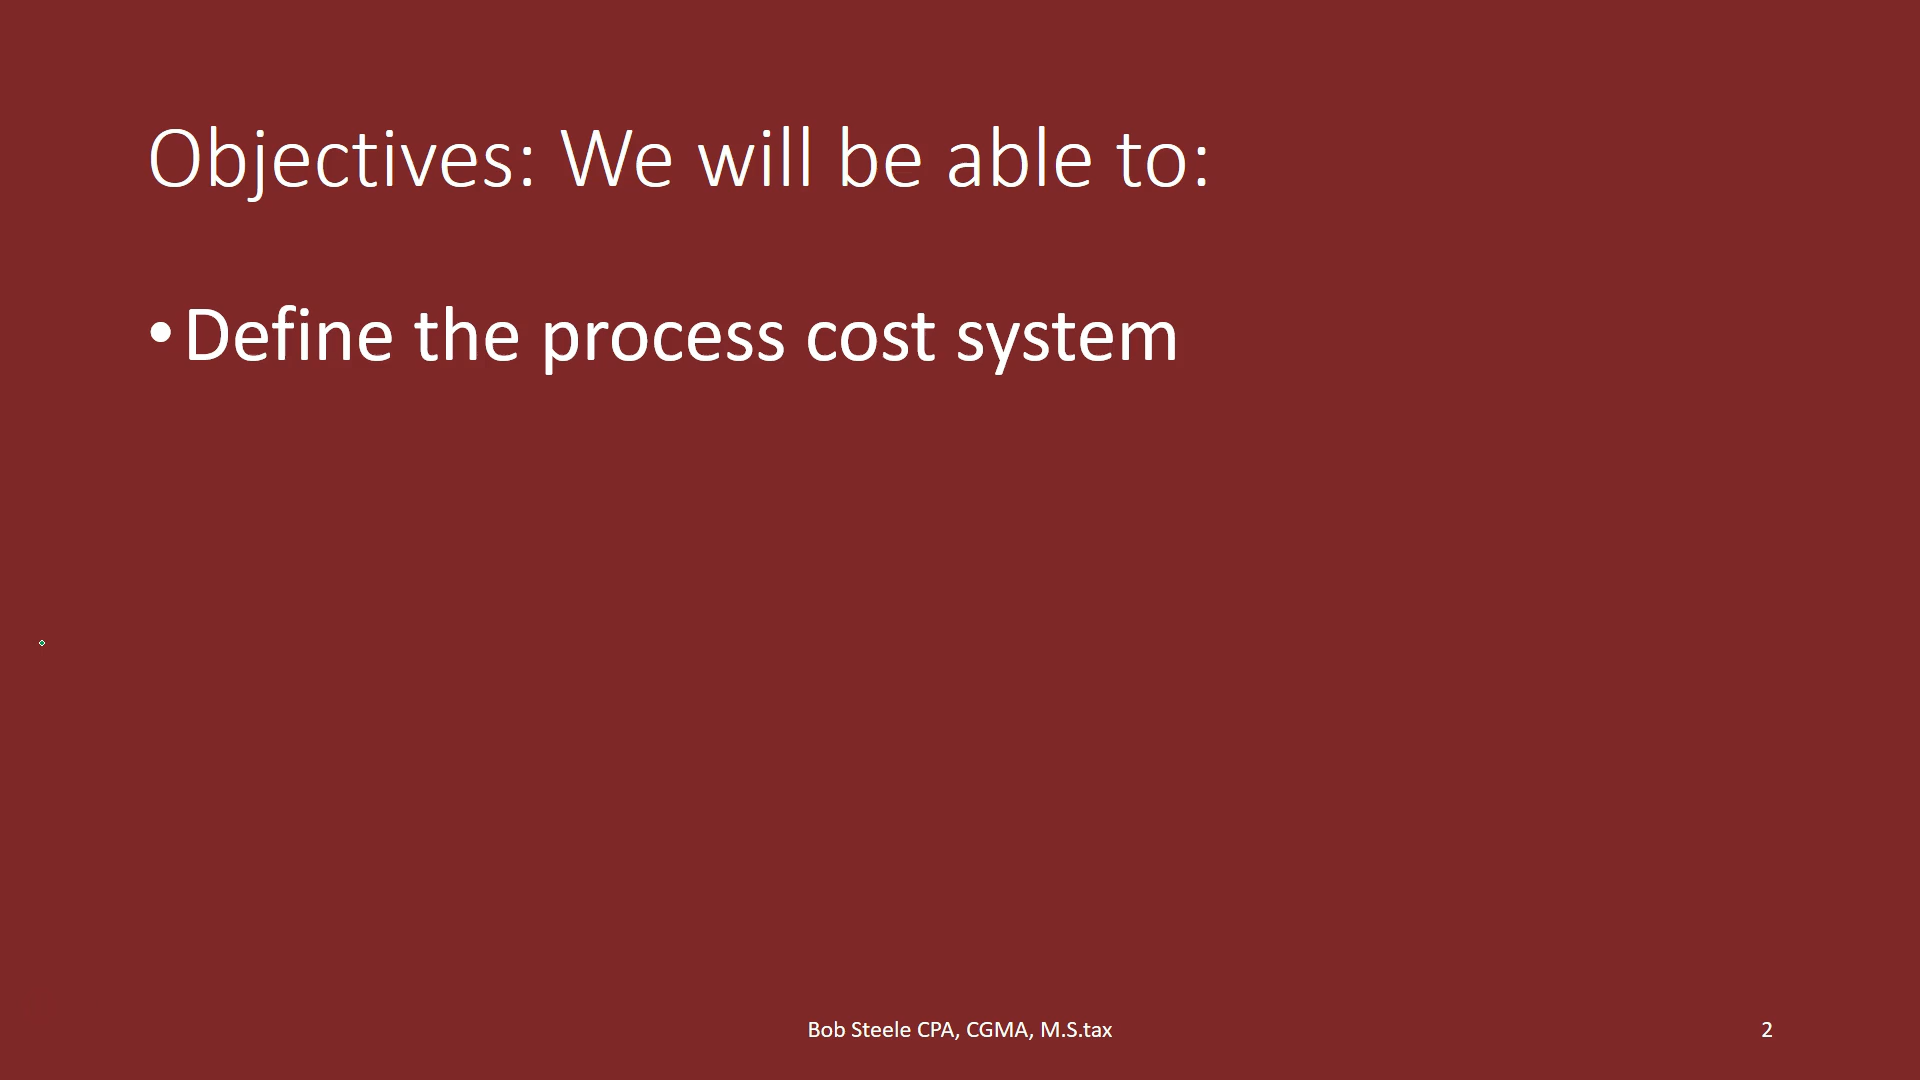 Objectives: We will be able to:
• Define the process cost system
Bob Steele CPA, CGMA, M.S.tax
2